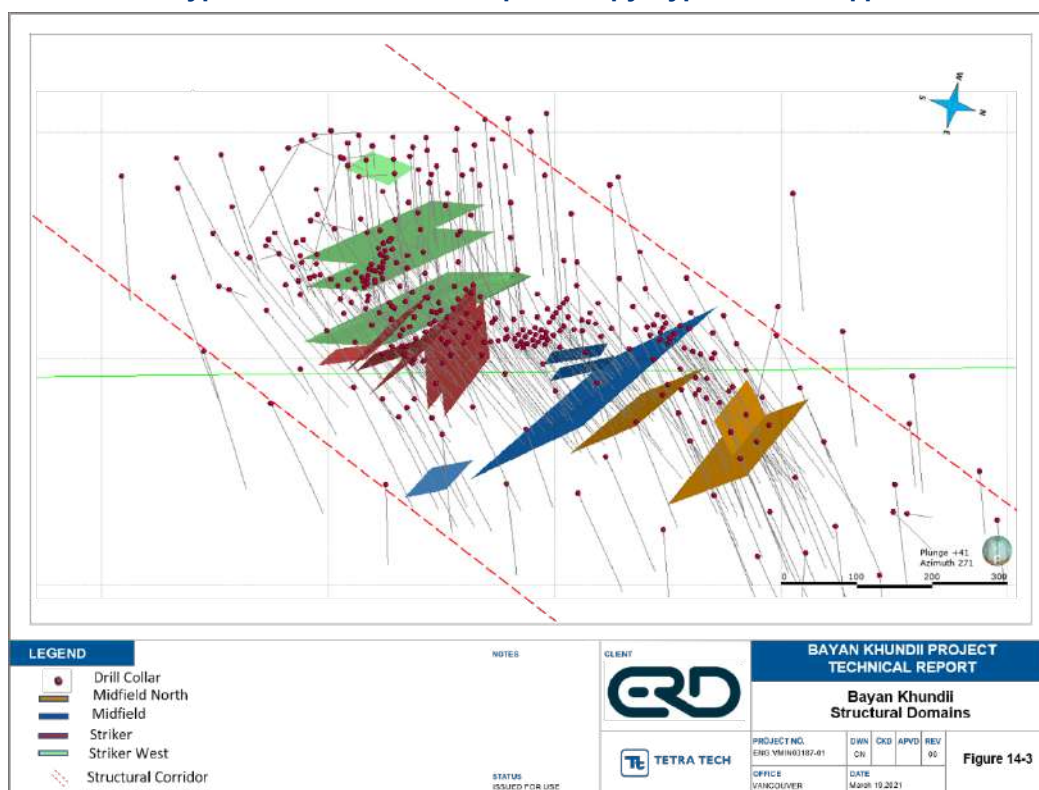 W
S
N
E
Plunge +41
Azimuth 271
0 100 200 300
LEGEND
Drill Collar
Midfield North
Midfield
Striker
Striker West
Structural Corridor
NOTES
STATUS
ISSUED FOR USE
CLIENT
ERD
Tt TETRA TECH
BAYAN KHUNDII PROJECT
TECHNICAL REPORT
Bayan Khundii
Structural Domains
PROJECT NO.
DWN CKD APVD REV
CN 00
OFFICE
VANCOUVER
DATE
March 19,2021
Figure 14-3